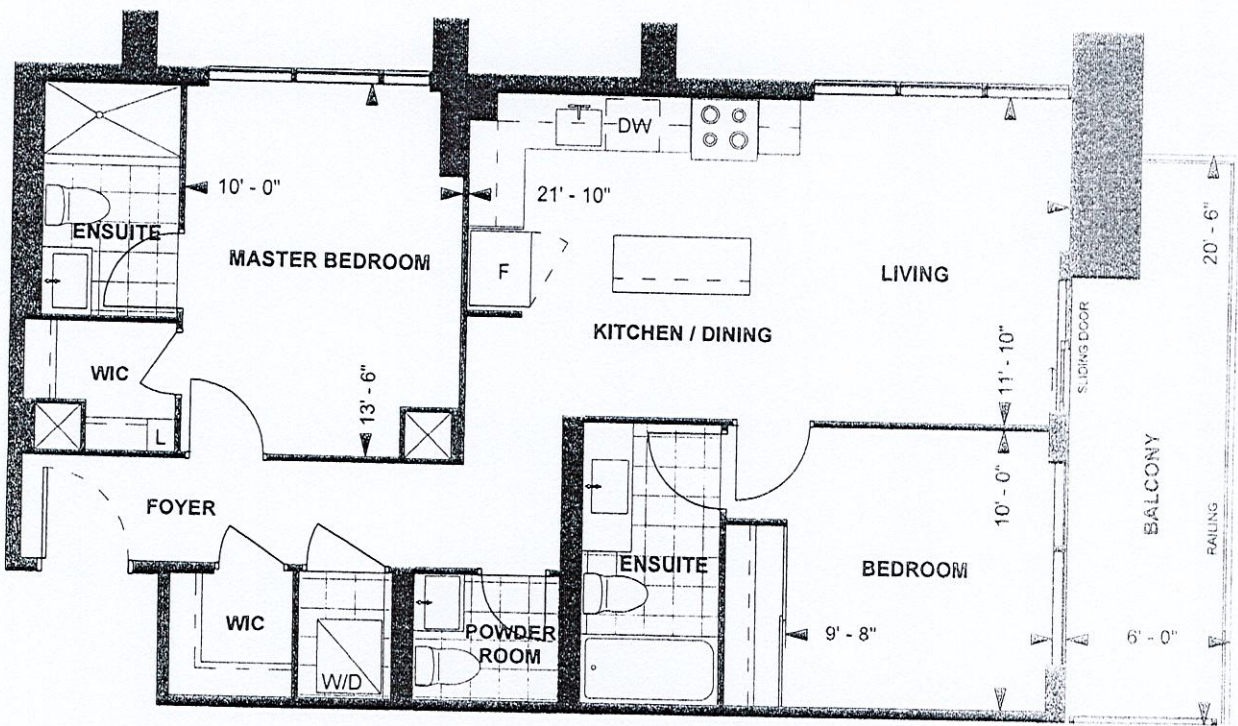 DW
10' - 0"
21' - 10"
ENSUITE
MASTER BEDROOM
F
LIVING
20' - 6"
KITCHEN / DINING
SLIDING DOOR
WIC
13' - 6"
11' - 10"
L
FOYER
10' - 0"
BALCONY
RAILING
ENSUITE
BEDROOM
WIC
POWDER
ROOM
9' - 8"
6' - 0"
W/D